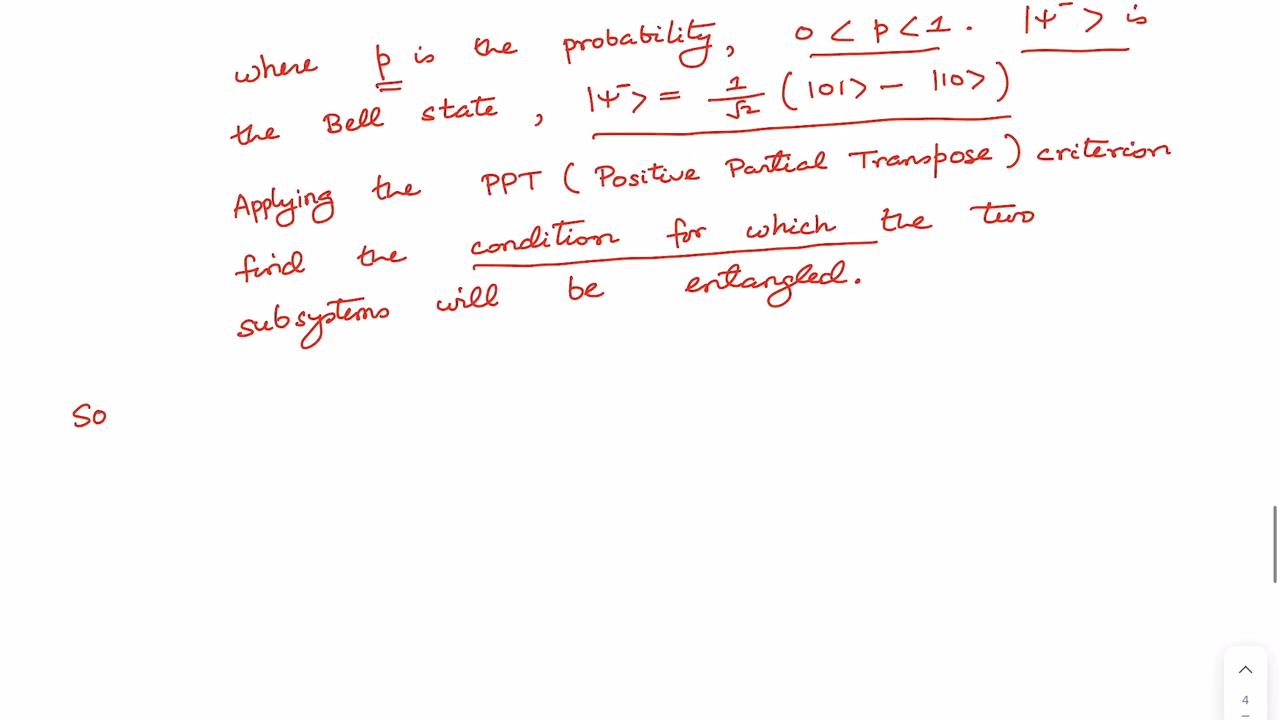 where p is the probability, 0 < p < 1. |ψ⁻> is
the Bell state, |ψ⁻> = 1/√2 (|01> − |10>)
Applying the PPT (Positive Partial Transpose) criterion
find the condition for which the two
subsystems will be entangled.
So
4